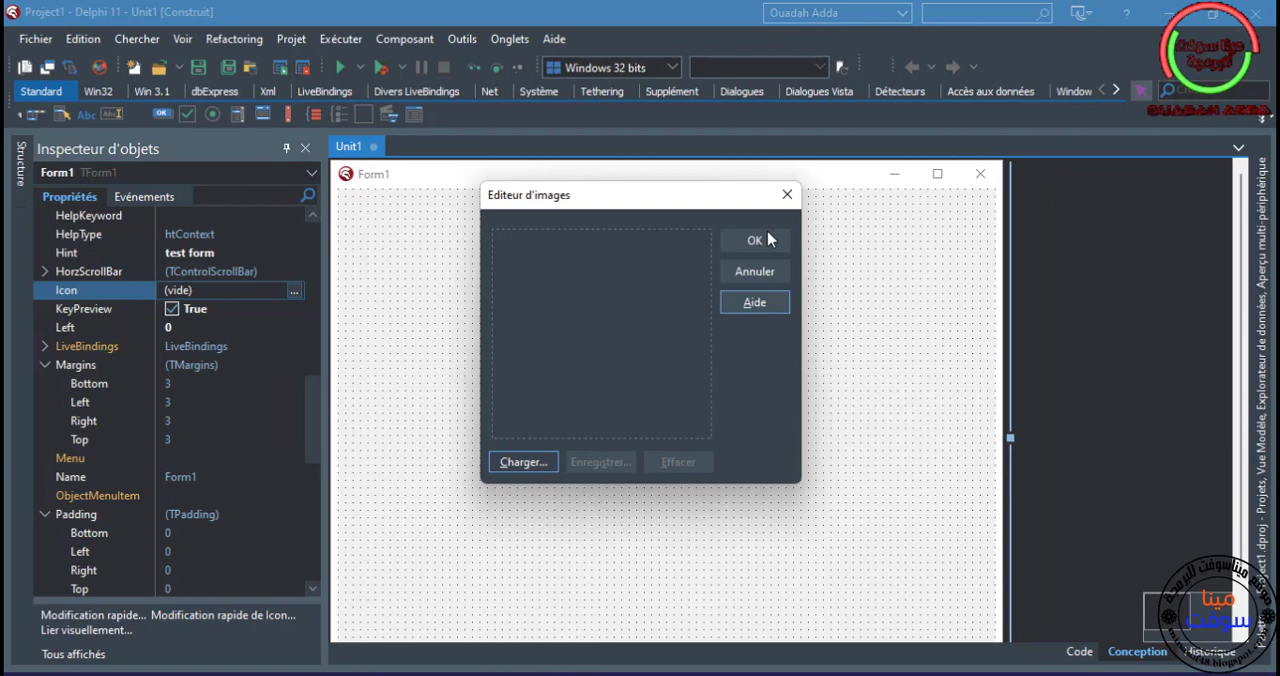 Project1 - Delphi 11 - Unit1 [Construit]
Ouadah Adda
Fichier Edition Chercher Voir Refactoring Projet Exécuter Composant Outils Onglets Aide
Windows 32 bits
Standard Win32 Win 3.1 dbExpress Xml LiveBindings Divers LiveBindings Net Système Tethering Supplément Dialogues Dialogues Vista Détecteurs Accès aux données Window
OUADAH ADDA
مينا سوفت
للبرمجة
Structure
Inspecteur d'objets
Form1 TForm1
Propriétés Evénements
HelpKeyword
HelpType htContext
Hint test form
HorzScrollBar (TControlScrollBar)
Icon (vide) ...
KeyPreview True
Left 0
LiveBindings LiveBindings
Margins (TMargins)
Bottom 3
Left 3
Right 3
Top 3
Menu
Name Form1
ObjectMenuItem
Padding (TPadding)
Bottom 0
Left 0
Right 0
Top 0
Modification rapide... Modification rapide de Icon...
Lier visuellement...
Tous affichés
Unit1
Form1
Editeur d'images
OK
Annuler
Aide
Charger... Enregistrer... Effacer
Code Conception Historique
Project1.dproj - Projets, Vue Modèle, Explorateur de données, Aperçu multi-périphérique
موقع ميناسوفت للبرمجة
مينا
سوفت